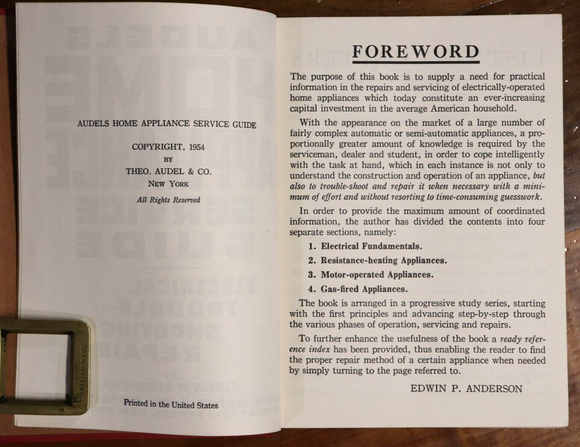 AUDELS HOME APPLIANCE SERVICE GUIDE
COPYRIGHT, 1954
BY
THEO. AUDEL & CO.
NEW YORK
All Rights Reserved
Printed in the United States
FOREWORD
The purpose of this book is to supply a need for practical
information in the repairs and servicing of electrically-operated
home appliances which today constitute an ever-increasing
capital investment in the average American household.
With the appearance on the market of a large number of
fairly complex automatic or semi-automatic appliances, a pro-
portionally greater amount of knowledge is required by the
serviceman, dealer and student, in order to cope intelligently
with the task at hand, which in each instance is not only to
understand the construction and operation of an appliance, but
also to trouble-shoot and repair it when necessary with a mini-
mum of effort and without resorting to time-consuming guesswork.
In order to provide the maximum amount of coordinated
information, the author has divided the contents into four
separate sections, namely:
1. Electrical Fundamentals.
2. Resistance-heating Appliances.
3. Motor-operated Appliances.
4. Gas-fired Appliances.
The book is arranged in a progressive study series, starting
with the first principles and advancing step-by-step through
the various phases of operation, servicing and repairs.
To further enhance the usefulness of the book a ready refer-
ence index has been provided, thus enabling the reader to find
the proper repair method of a certain appliance when needed
by simply turning to the page referred to.
EDWIN P. ANDERSON